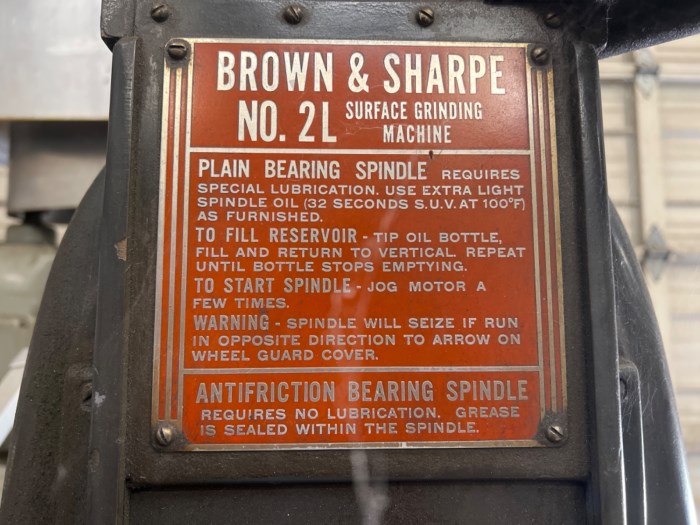 BROWN & SHARPE
NO. 2L SURFACE GRINDING
MACHINE
PLAIN BEARING SPINDLE REQUIRES
SPECIAL LUBRICATION. USE EXTRA LIGHT
SPINDLE OIL (32 SECONDS S.U.V. AT 100°F)
AS FURNISHED.
TO FILL RESERVOIR - TIP OIL BOTTLE,
FILL AND RETURN TO VERTICAL. REPEAT
UNTIL BOTTLE STOPS EMPTYING.
TO START SPINDLE - JOG MOTOR A
FEW TIMES.
WARNING - SPINDLE WILL SEIZE IF RUN
IN OPPOSITE DIRECTION TO ARROW ON
WHEEL GUARD COVER.
ANTIFRICTION BEARING SPINDLE
REQUIRES NO LUBRICATION. GREASE
IS SEALED WITHIN THE SPINDLE.